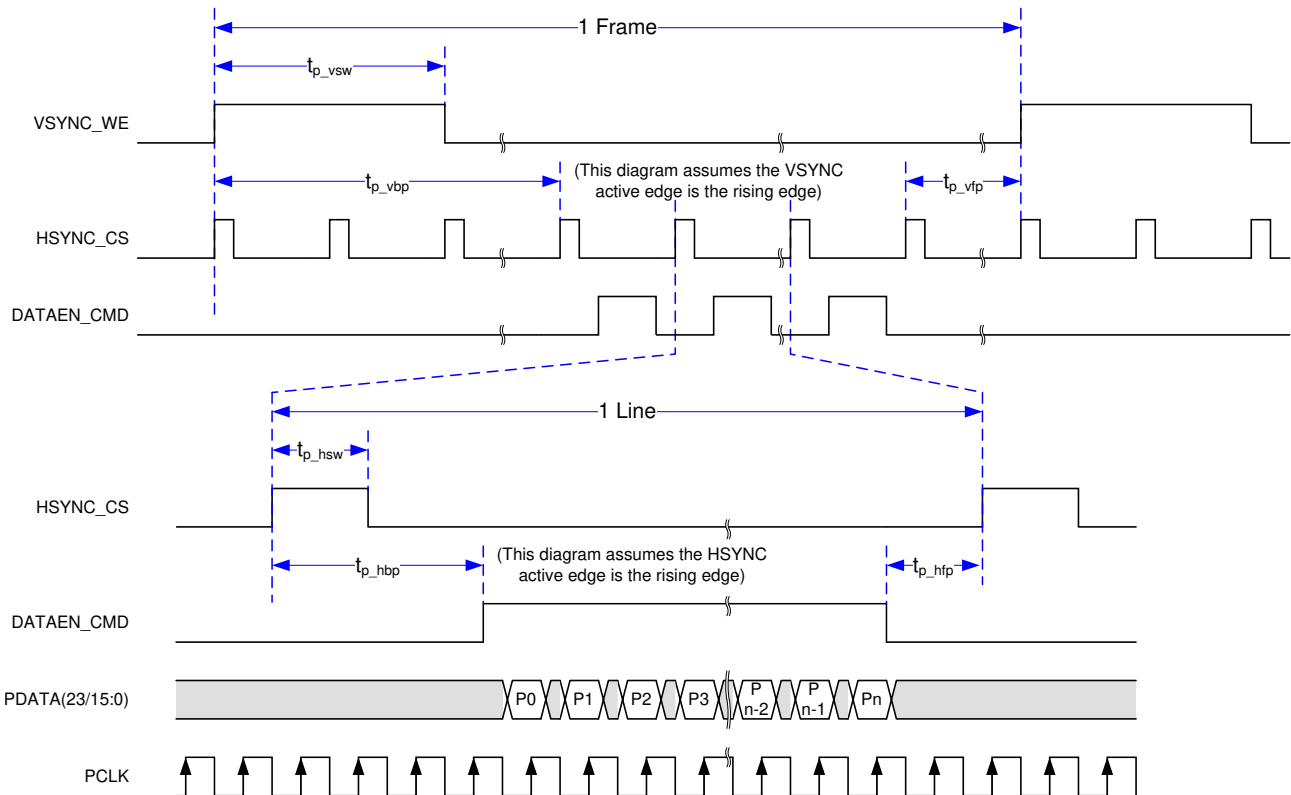 1 Frame
tp_vsw
VSYNC_WE
(This diagram assumes the VSYNC
active edge is the rising edge)
tp_vbp
tp_vfp
HSYNC_CS
DATAEN_CMD
1 Line
tp_hsw
HSYNC_CS
(This diagram assumes the HSYNC
active edge is the rising edge)
tp_hbp
tp_hfp
DATAEN_CMD
PDATA(23/15:0)
P0
P1
P2
P3
P
n-2
P
n-1
Pn
PCLK